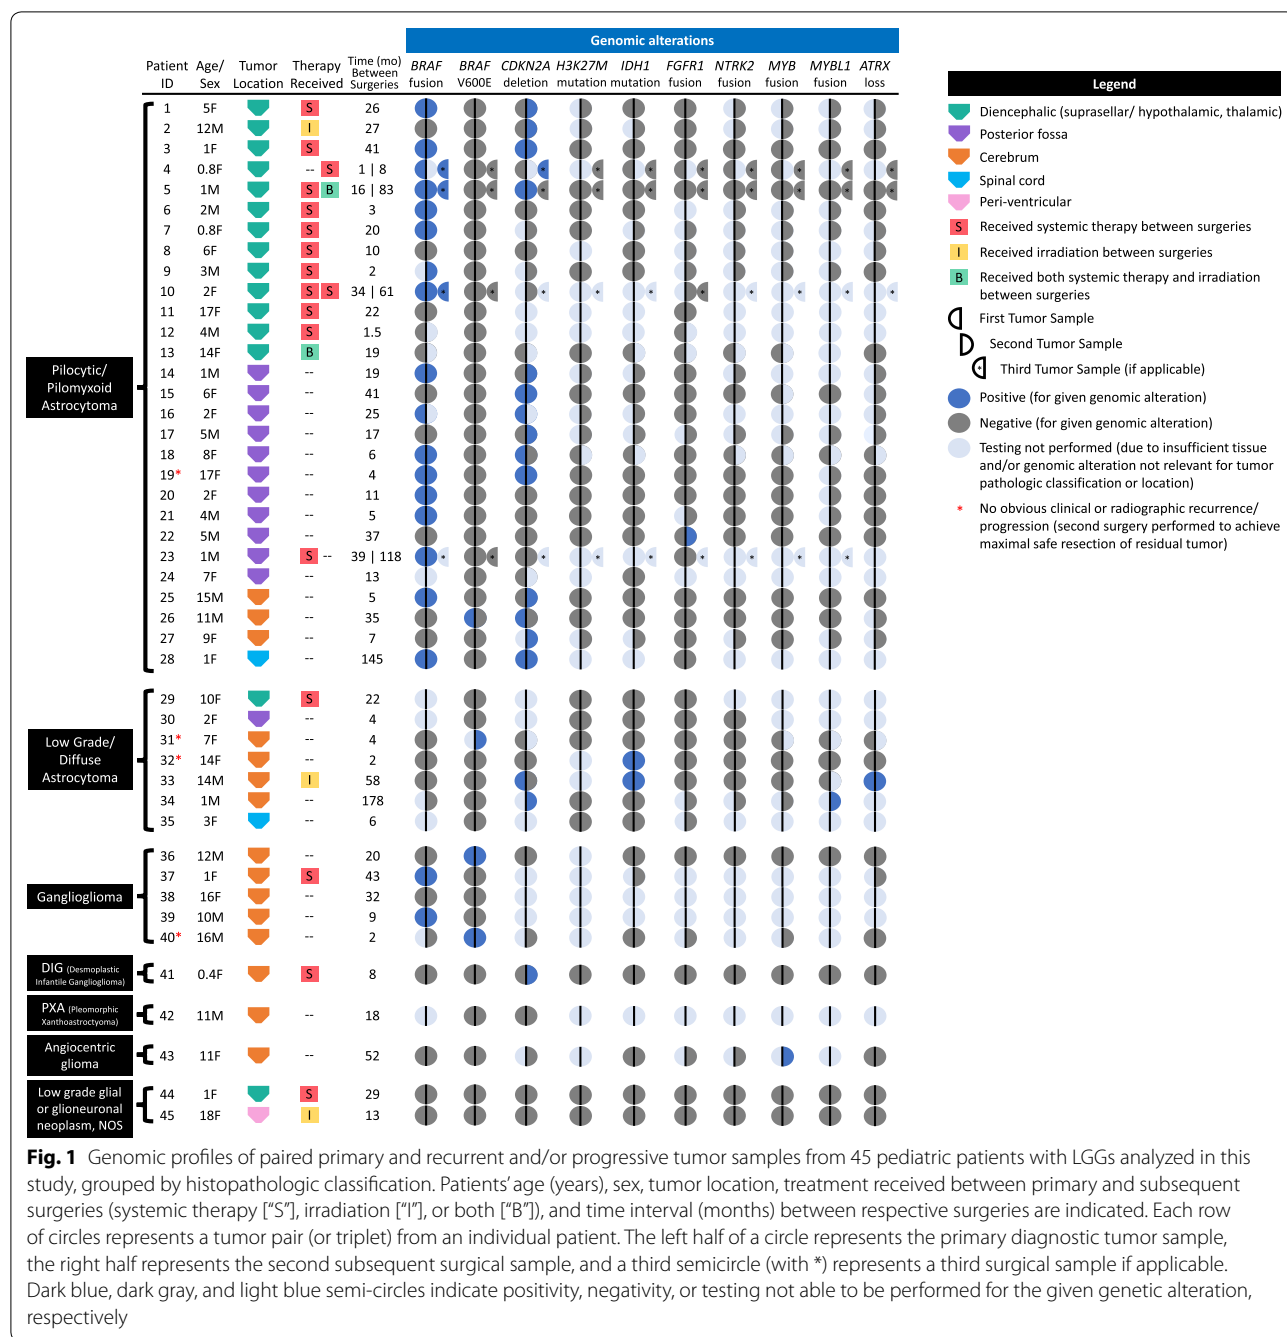 Genomic alterations
Patient ID Age/ Sex Tumor Location Therapy Received Time (mo) Between Surgeries BRAF fusion BRAF V600E CDKN2A deletion H3K27M mutation IDH1 mutation FGFR1 fusion NTRK2 fusion MYB fusion MYBL1 fusion ATRX loss
Pilocytic/
Pilomyxoid
Astrocytoma
1 5F S 26
2 12M I 27
3 1F S 41
4 0.8F -- S 1 | 8 * * * * * * * * * *
5 1M S B 16 | 83 * * * * * * * * * *
6 2M S 3
7 0.8F S 20
8 6F S 10
9 3M S 2
10 2F S S 34 | 61 * * * * * * * * * *
11 17F S 22
12 4M S 1.5
13 14F B 19
14 1M -- 19
15 6F -- 41
16 2F -- 25
17 5M -- 17
18 8F -- 6
19* 17F -- 4
20 2F -- 11
21 4M -- 5
22 5M -- 37
23 1M S -- 39 | 118 * * * * * * * * *
24 7F -- 13
25 15M -- 5
26 11M -- 35
27 9F -- 7
28 1F -- 145
Low Grade/
Diffuse
Astrocytoma
29 10F S 22
30 2F -- 4
31* 7F -- 4
32* 14F -- 2
33 14M I 58
34 1M -- 178
35 3F -- 6
Ganglioglioma
36 12M -- 20
37 1F S 43
38 16F -- 32
39 10M -- 9
40* 16M -- 2
DIG (Desmoplastic
Infantile Ganglioglioma)
41 0.4F S 8
PXA (Pleomorphic
Xanthoastroctyoma)
42 11M -- 18
Angiocentric
glioma
43 11F -- 52
Low grade glial
or glioneuronal
neoplasm, NOS
44 1F S 29
45 18F I 13
Legend
Diencephalic (suprasellar/ hypothalamic, thalamic)
Posterior fossa
Cerebrum
Spinal cord
Peri-ventricular
S Received systemic therapy between surgeries
I Received irradiation between surgeries
B Received both systemic therapy and irradiation
between surgeries
First Tumor Sample
Second Tumor Sample
* Third Tumor Sample (if applicable)
Positive (for given genomic alteration)
Negative (for given genomic alteration)
Testing not performed (due to insufficient tissue
and/or genomic alteration not relevant for tumor
pathologic classification or location)
* No obvious clinical or radiographic recurrence/
progression (second surgery performed to achieve
maximal safe resection of residual tumor)
Fig. 1 Genomic profiles of paired primary and recurrent and/or progressive tumor samples from 45 pediatric patients with LGGs analyzed in this
study, grouped by histopathologic classification. Patients' age (years), sex, tumor location, treatment received between primary and subsequent
surgeries (systemic therapy ["S"], irradiation ["I"], or both ["B"]), and time interval (months) between respective surgeries are indicated. Each row
of circles represents a tumor pair (or triplet) from an individual patient. The left half of a circle represents the primary diagnostic tumor sample,
the right half represents the second subsequent surgical sample, and a third semicircle (with *) represents a third surgical sample if applicable.
Dark blue, dark gray, and light blue semi-circles indicate positivity, negativity, or testing not able to be performed for the given genetic alteration,
respectively